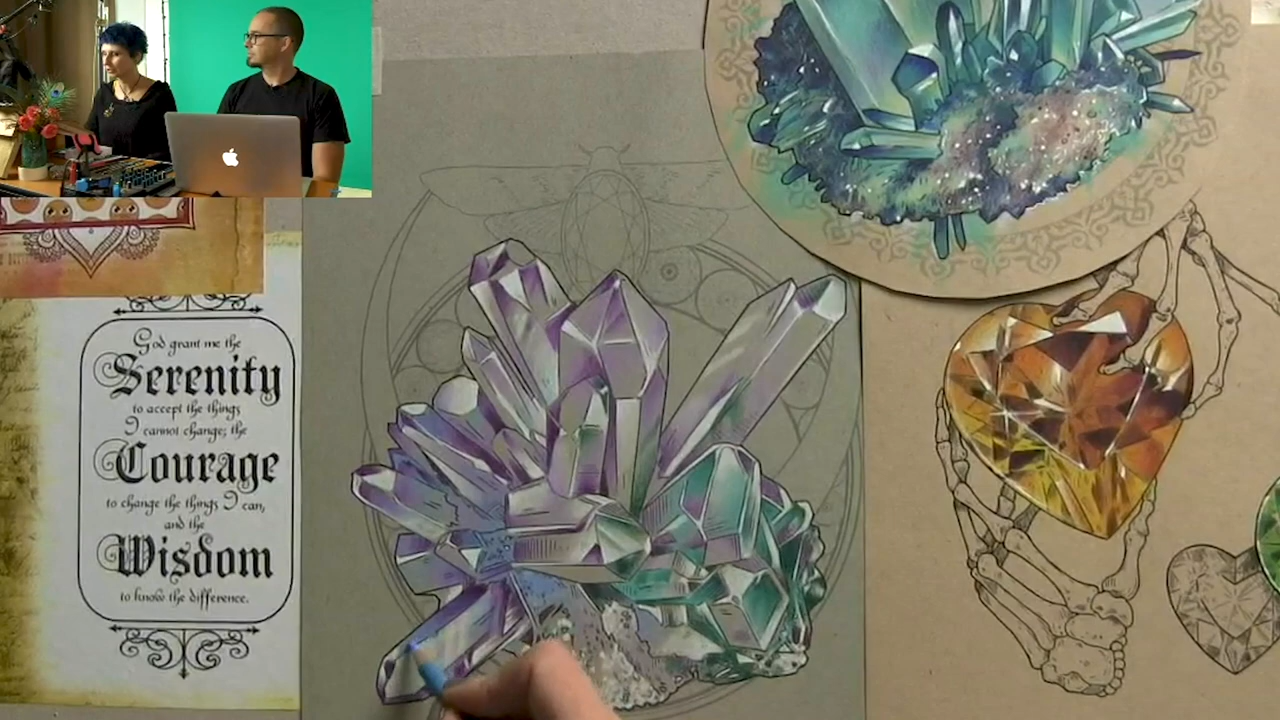 God grant me the
Serenity
to accept the things
I cannot change; the
Courage
to change the things I can,
and the
Wisdom
to know the difference.